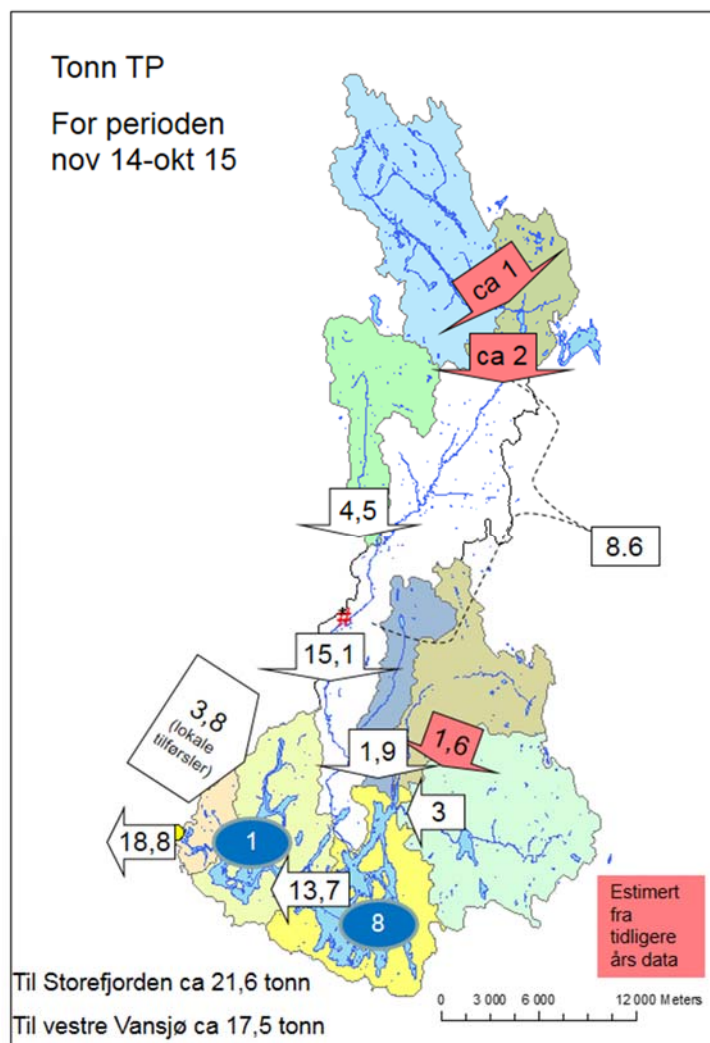 Tonn TP
For perioden
nov 14-okt 15
ca 1
ca 2
4,5
8.6
15,1
3,8
(lokale
tilførsler)
1,9
1,6
3
18,8
1
13,7
8
Estimert
fra
tidligere
års data
Til Storefjorden ca 21,6 tonn
Til vestre Vansjø ca 17,5 tonn
0 3 000 6 000 12 000 Meters